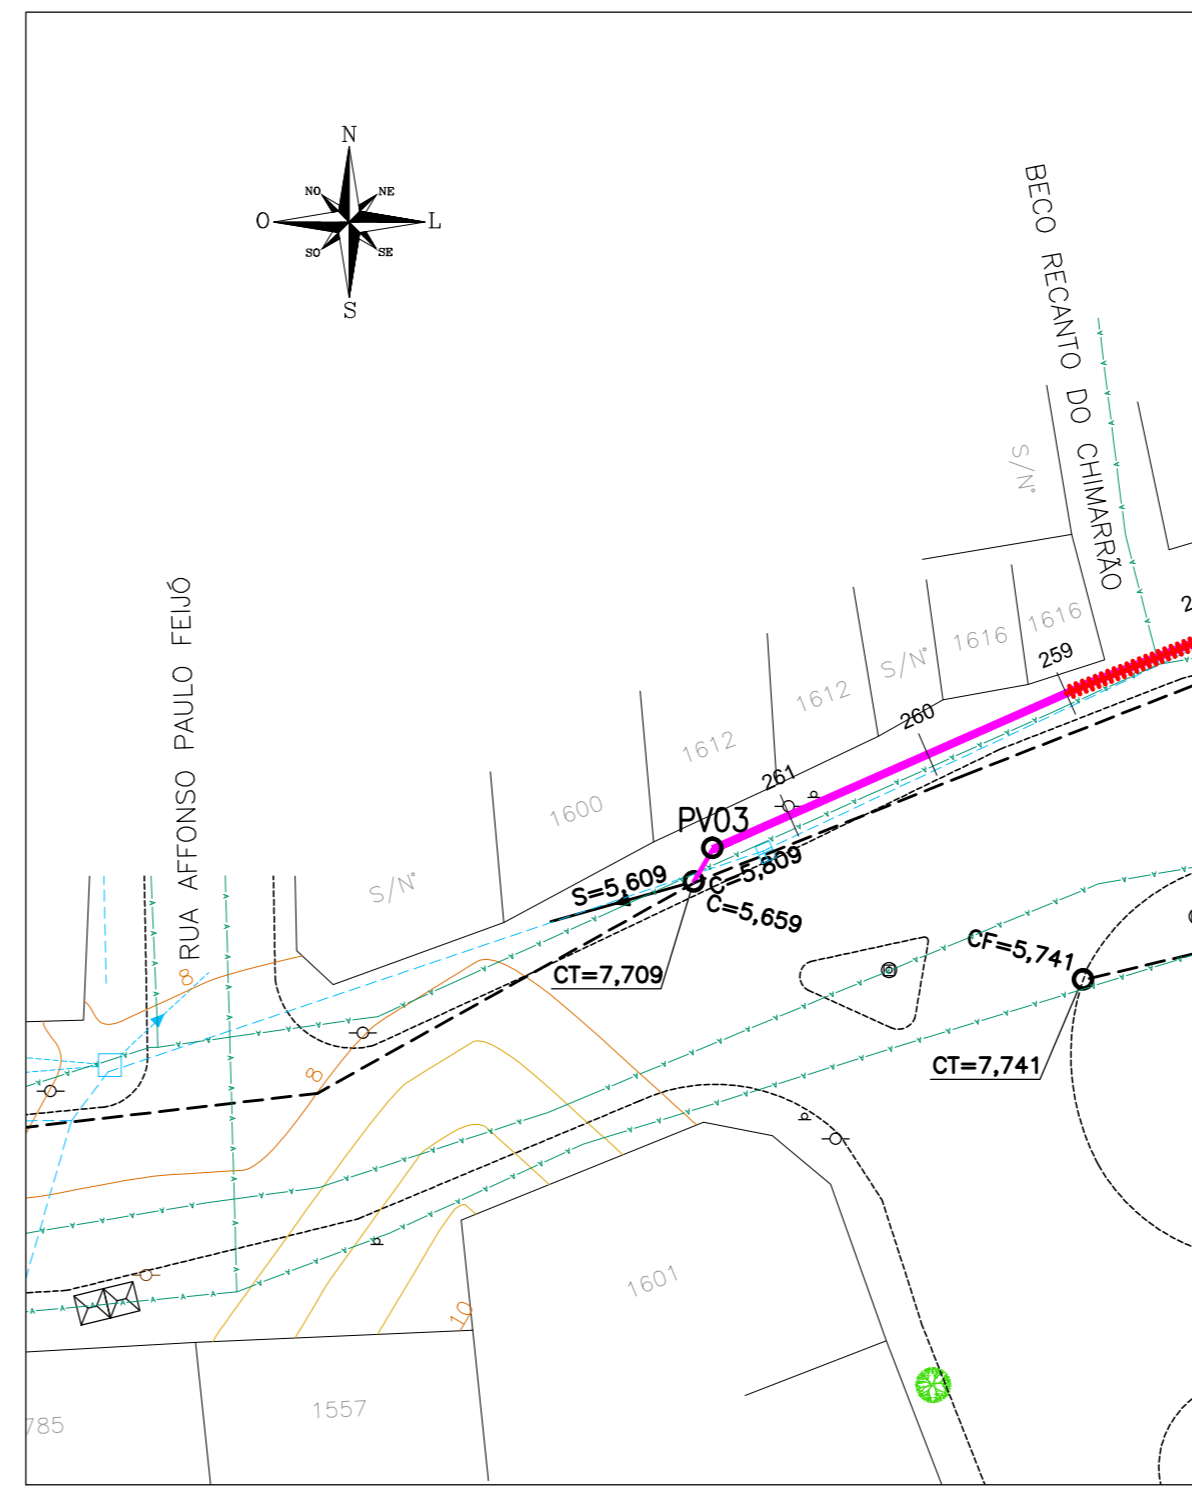 N
NO
NE
O
L
SO
SE
S
BECO RECANTO DO CHIMARRÃO
S/N°
RUA AFFONSO PAULO FEIJÓ
1616
1616
S/N°
259
2
1612
260
1612
261
1600
PV03
S/N°
S=5,609
C=5,809
C=5,659
CT=7,709
CF=5,741
CT=7,741
8
8
10
1601
1557
785